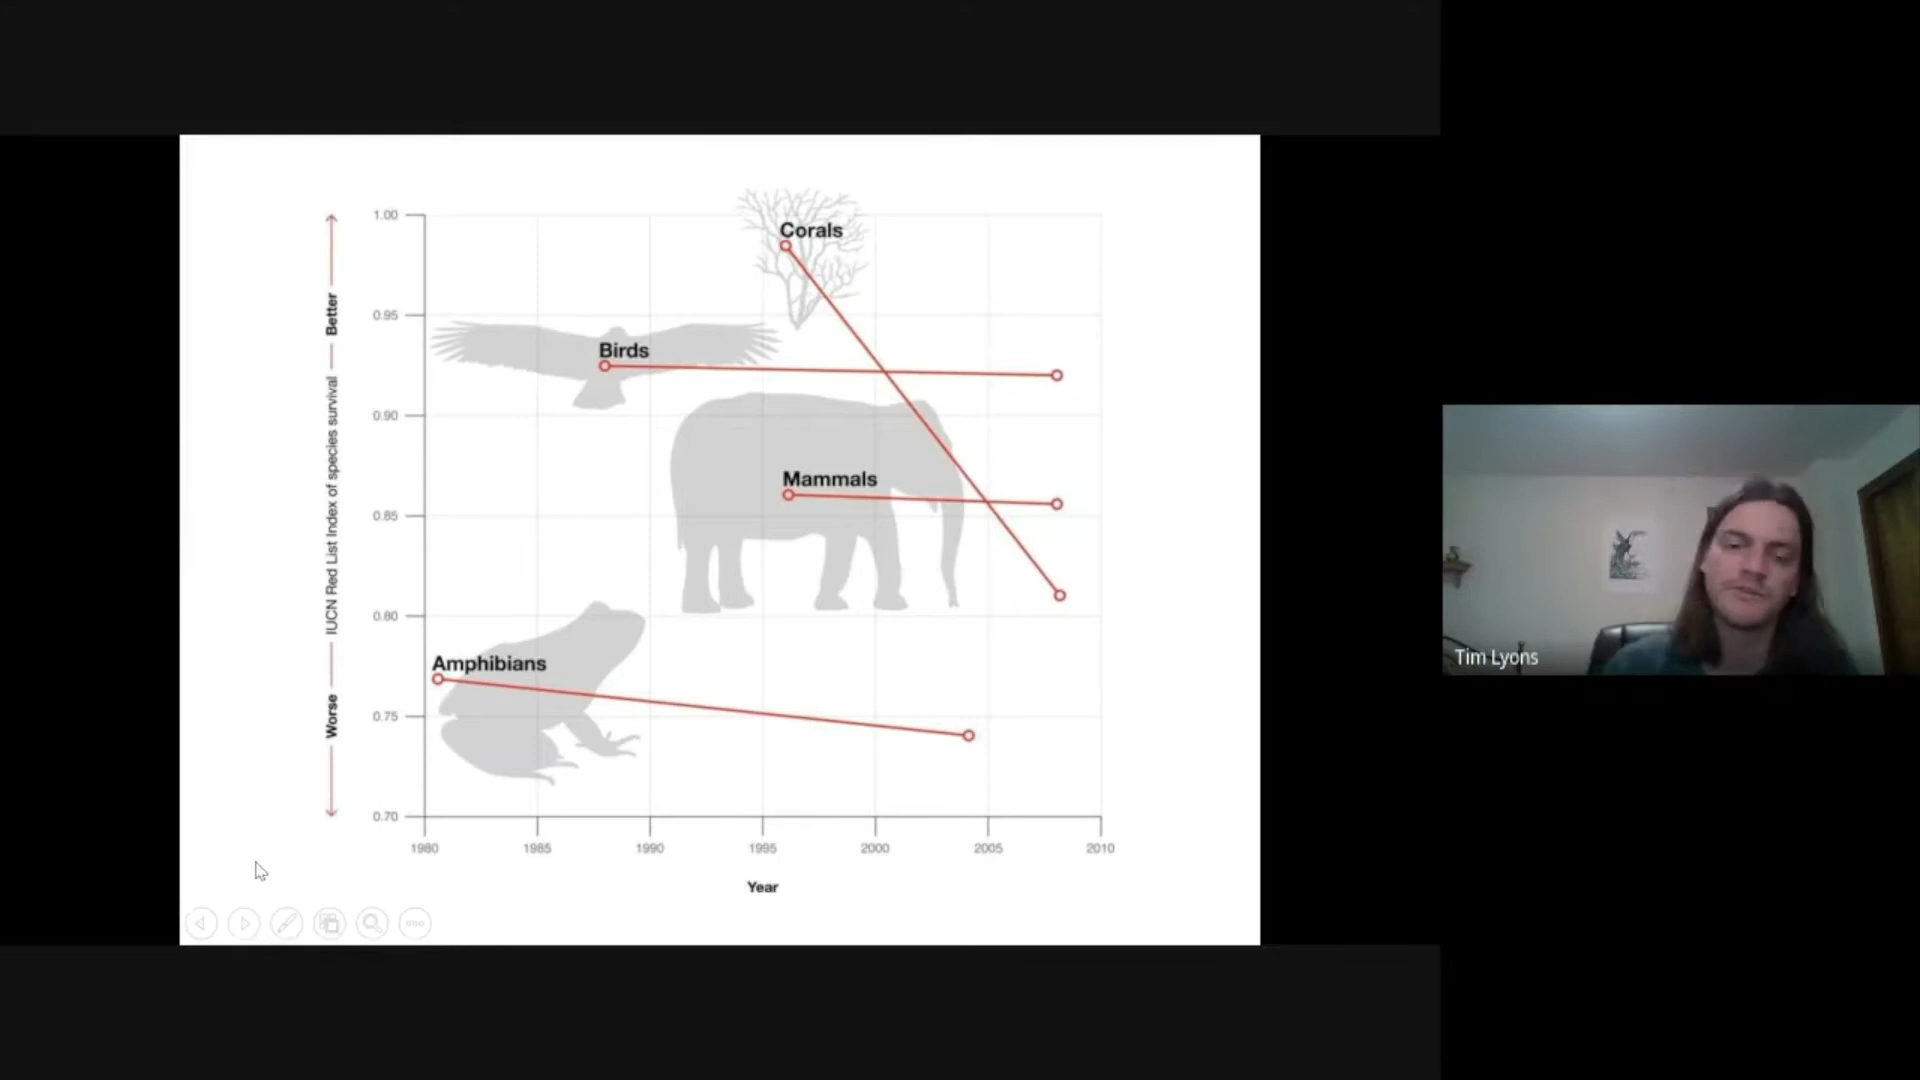 1.00
0.95
0.90
0.85
0.80
0.75
0.70
Worse IUCN Red List Index of species survival Better
Corals
Birds
Mammals
Amphibians
1980 1985 1990 1995 2000 2005 2010
Year
Tim Lyons